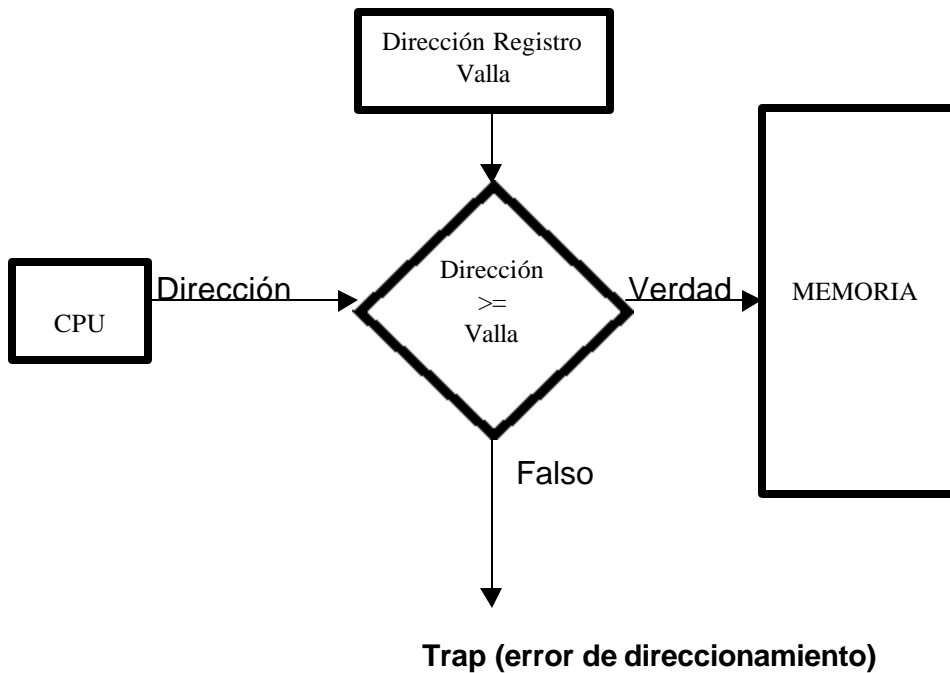 Dirección Registro
Valla
CPU
Dirección
Dirección
>=
Valla
Verdad
MEMORIA
Falso
Trap (error de direccionamiento)